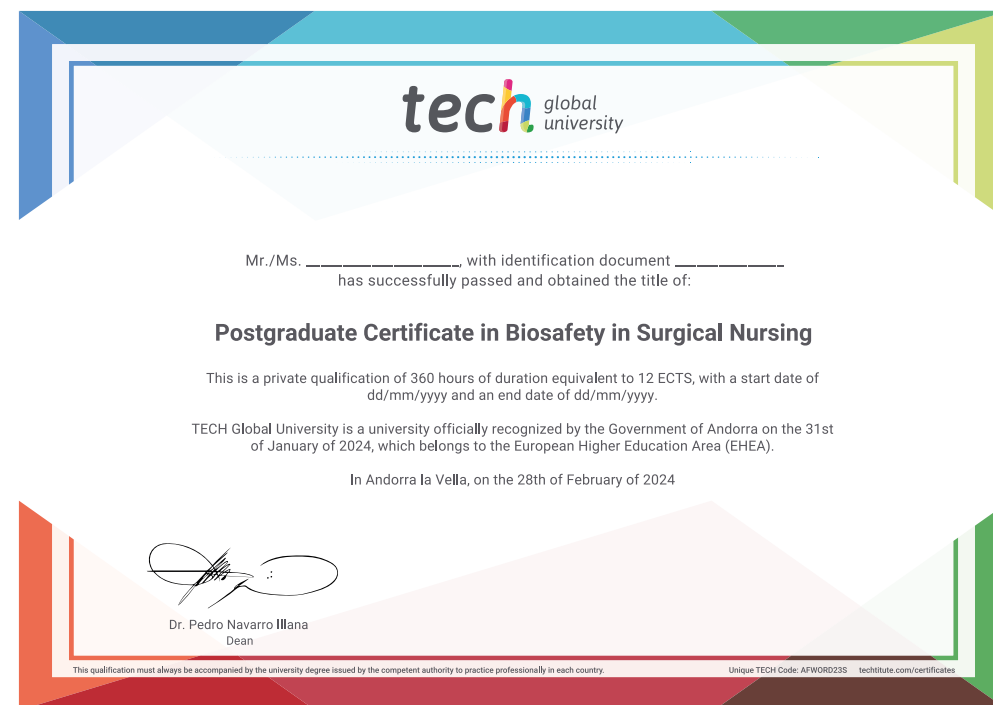 tech global university
Mr./Ms. ____________________, with identification document ______________
has successfully passed and obtained the title of:
Postgraduate Certificate in Biosafety in Surgical Nursing
This is a private qualification of 360 hours of duration equivalent to 12 ECTS, with a start date of
dd/mm/yyyy and an end date of dd/mm/yyyy.
TECH Global University is a university officially recognized by the Government of Andorra on the 31st
of January of 2024, which belongs to the European Higher Education Area (EHEA).
In Andorra la Vella, on the 28th of February of 2024
Dr. Pedro Navarro Illana
Dean
This qualification must always be accompanied by the university degree issued by the competent authority to practice professionally in each country.
Unique TECH Code: AFWORD23S techtitute.com/certificates